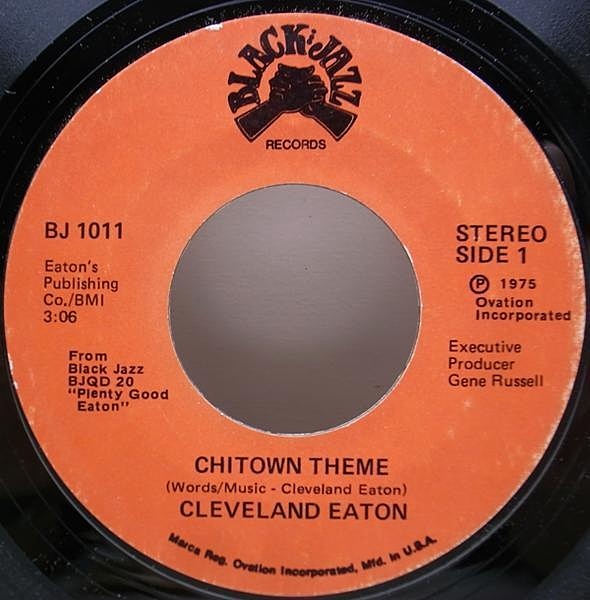 BLACK JAZZ
RECORDS
BJ 1011
Eaton's
Publishing
Co./BMI
3:06
From
Black Jazz
BJQD 20
"Plenty Good
Eaton"
STEREO
SIDE 1
Ⓟ 1975
Ovation
Incorporated
Executive
Producer
Gene Russell
CHITOWN THEME
(Words/Music - Cleveland Eaton)
CLEVELAND EATON
Marca Reg. Ovation Incorporated, Mfd. in U.S.A.